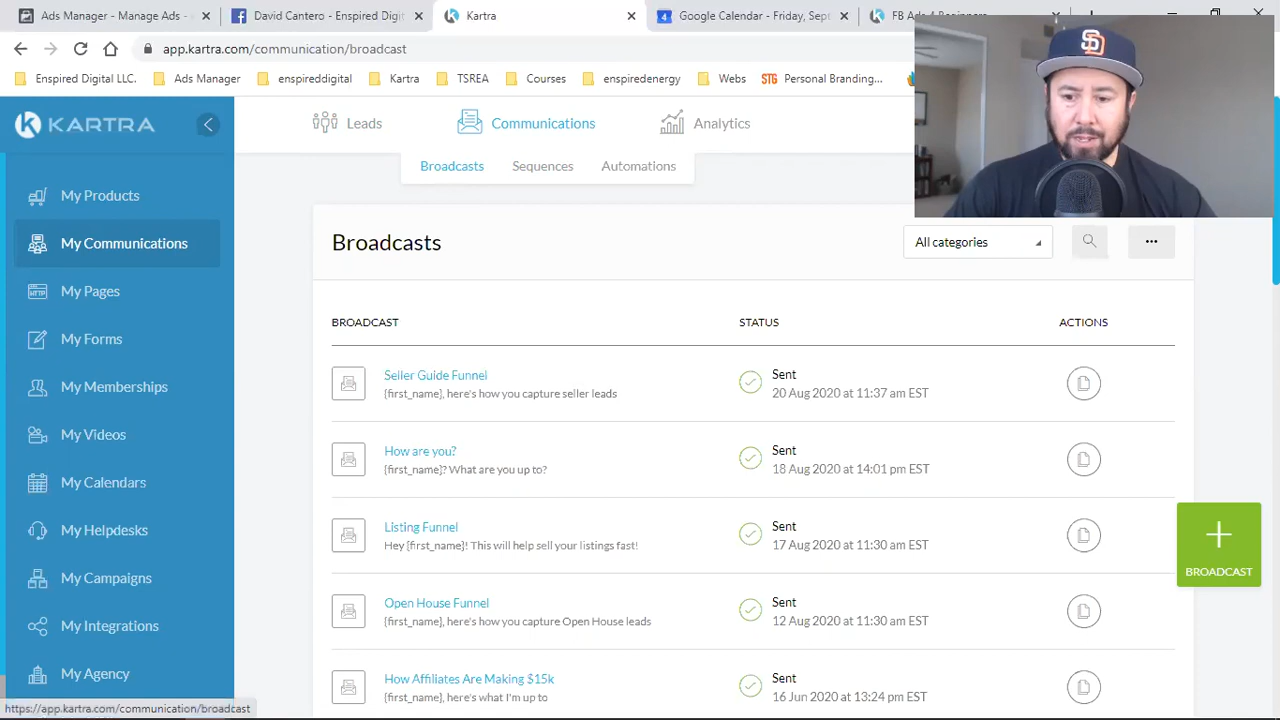 Ads Manager - Manage Ads
David Cantero - Enspired Digit
Kartra
Google Calendar - Friday, Sept
app.kartra.com/communication/broadcast
Enspired Digital LLC.
Ads Manager
enspireddigital
Kartra
TSREA
Courses
enspiredenergy
Webs
STG
Personal Branding...
KARTRA
Leads
Communications
Analytics
Broadcasts
Sequences
Automations
SD
My Products
My Communications
My Pages
My Forms
My Memberships
My Videos
My Calendars
My Helpdesks
My Campaigns
My Integrations
My Agency
Broadcasts
All categories
BROADCAST
STATUS
ACTIONS
Seller Guide Funnel
{first_name}, here's how you capture seller leads
Sent
20 Aug 2020 at 11:37 am EST
How are you?
{first_name}? What are you up to?
Sent
18 Aug 2020 at 14:01 pm EST
Listing Funnel
Hey {first_name}! This will help sell your listings fast!
Sent
17 Aug 2020 at 11:30 am EST
Open House Funnel
{first_name}, here's how you capture Open House leads
Sent
12 Aug 2020 at 11:30 am EST
How Affiliates Are Making $15k
{first_name}, here's what I'm up to
Sent
16 Jun 2020 at 13:24 pm EST
BROADCAST
https://app.kartra.com/communication/broadcast